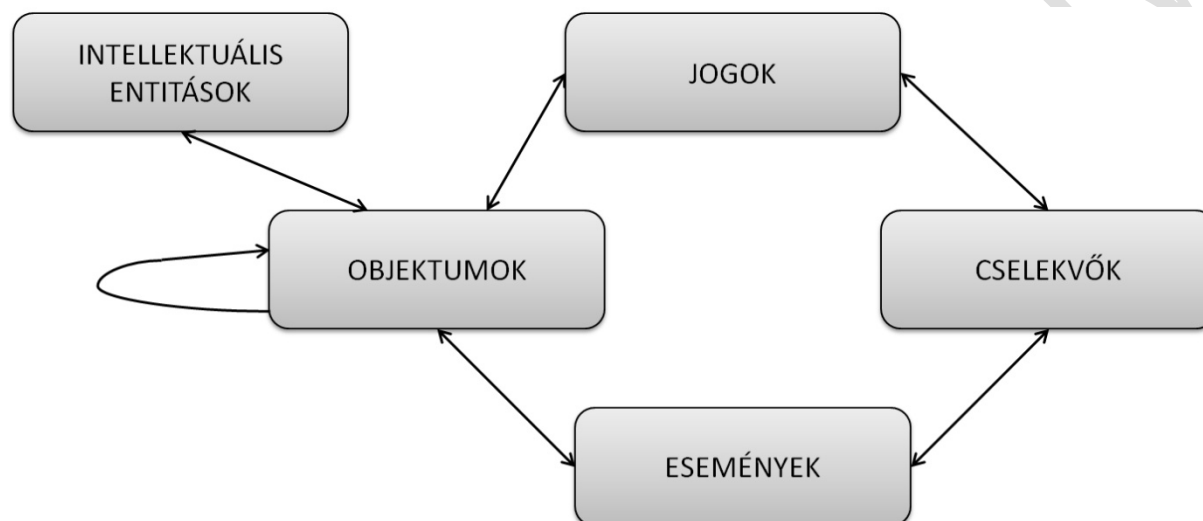 INTELLEKTUÁLIS
ENTITÁSOK
JOGOK
OBJEKTUMOK
CSELEKVŐK
ESEMÉNYEK